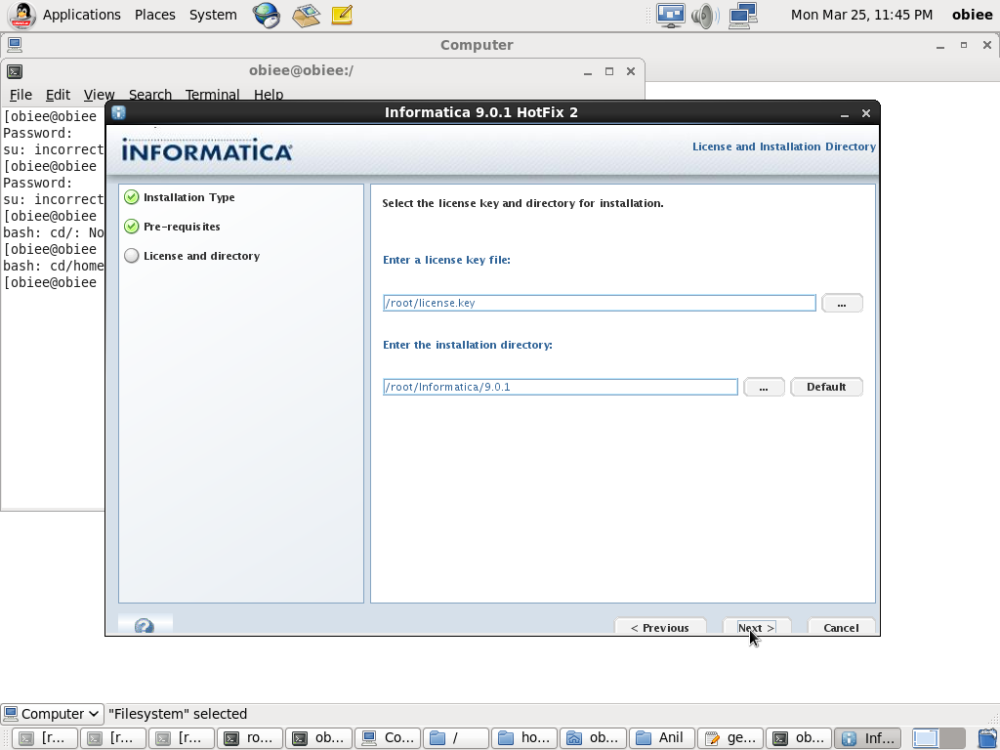 Applications Places System Mon Mar 25, 11:45 PM obiee
Computer
obiee@obiee:/
File Edit View Search Terminal Help
[obiee@obiee
Password:
su: incorrect
[obiee@obiee
Password:
su: incorrect
[obiee@obiee
bash: cd/: No
[obiee@obiee
bash: cd/home
[obiee@obiee
Informatica 9.0.1 HotFix 2
INFORMATICA
License and Installation Directory
Installation Type
Pre-requisites
License and directory
Select the license key and directory for installation.
Enter a license key file:
/root/license.key ...
Enter the installation directory:
/root/Informatica/9.0.1 ... Default
? < Previous Next > Cancel
Computer "Filesystem" selected
[r... [r... [r... ro... ob... Co... / ho... ob... Anil ge... ob... Inf...